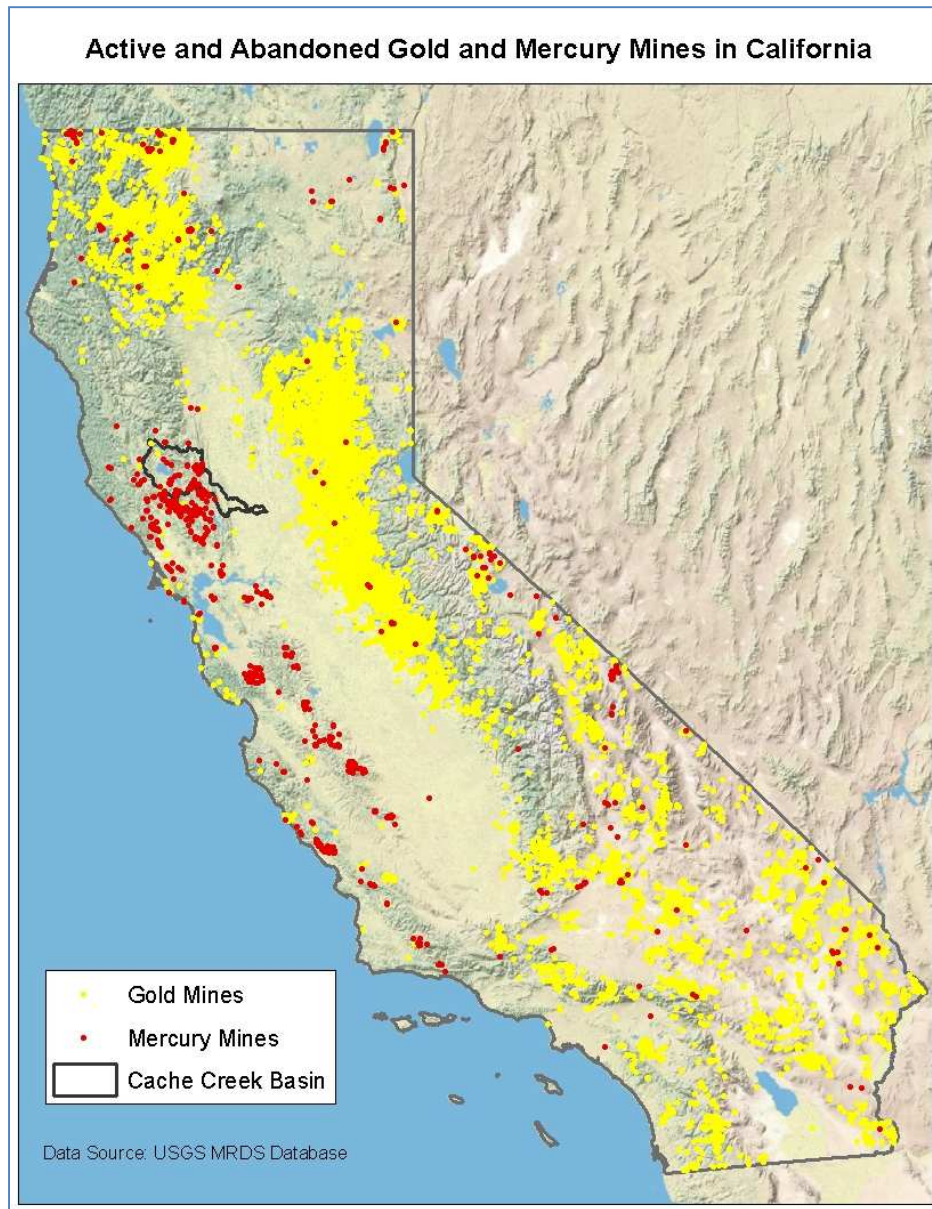 Active and Abandoned Gold and Mercury Mines in California
Gold Mines
Mercury Mines
Cache Creek Basin
Data Source: USGS MRDS Database